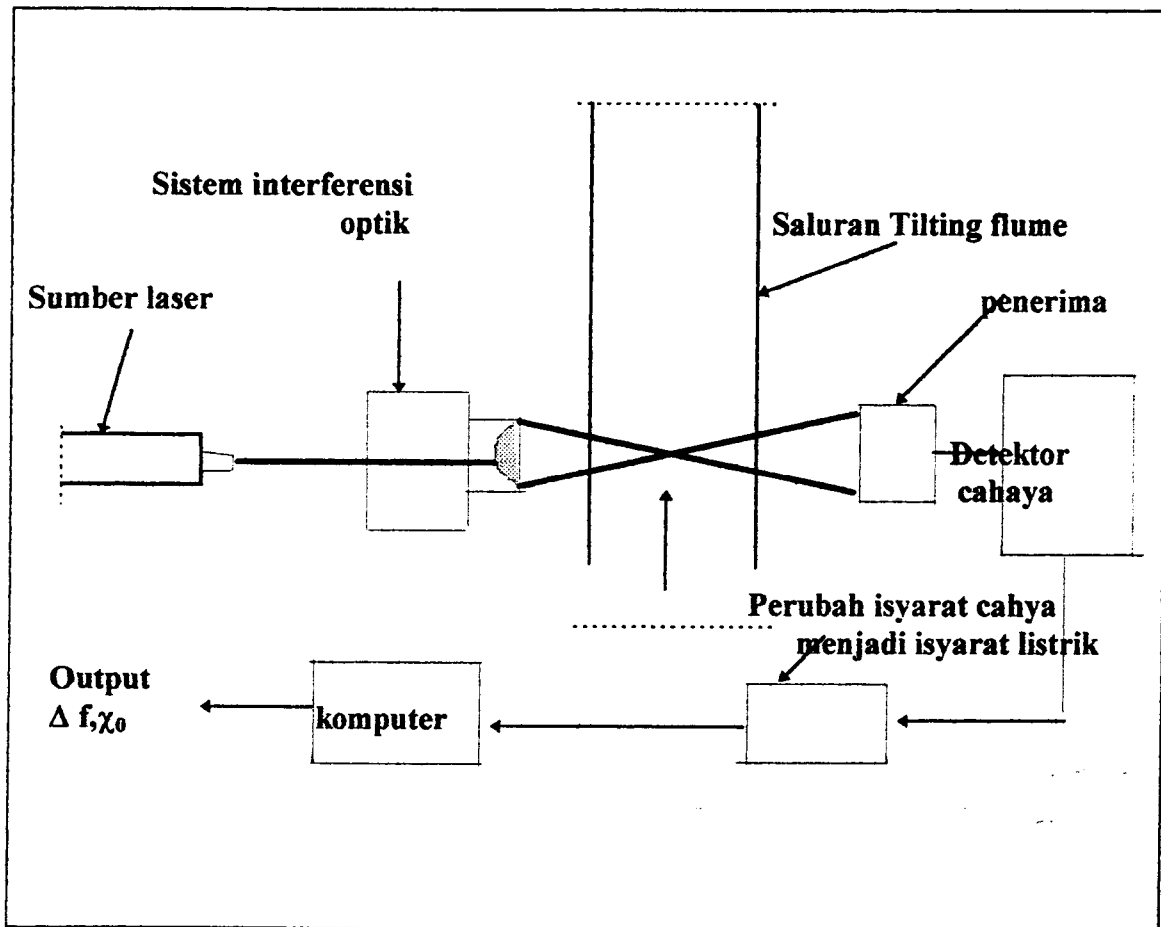 Sistem interferensi
optik
Saluran Tilting flume
Sumber laser
penerima
Detektor
cahaya
Perubah isyarat cahya
menjadi isyarat listrik
Output
Δ f,χ₀
komputer